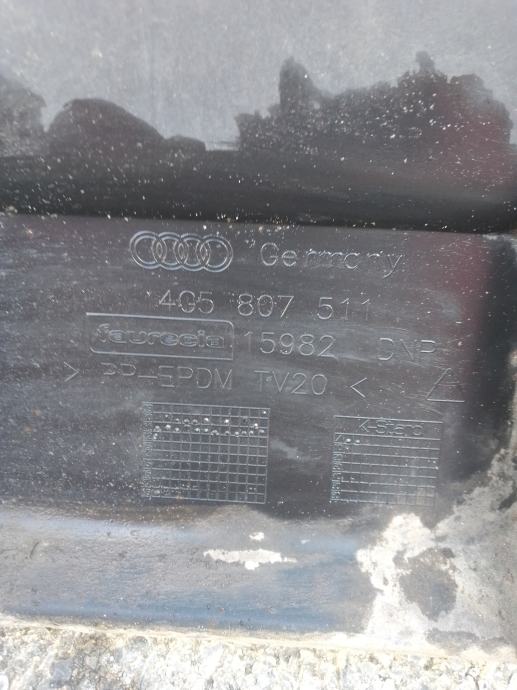 Germany
4G5 807 511
faurecia 15982 DNP
> PP-EPDM TV20 <